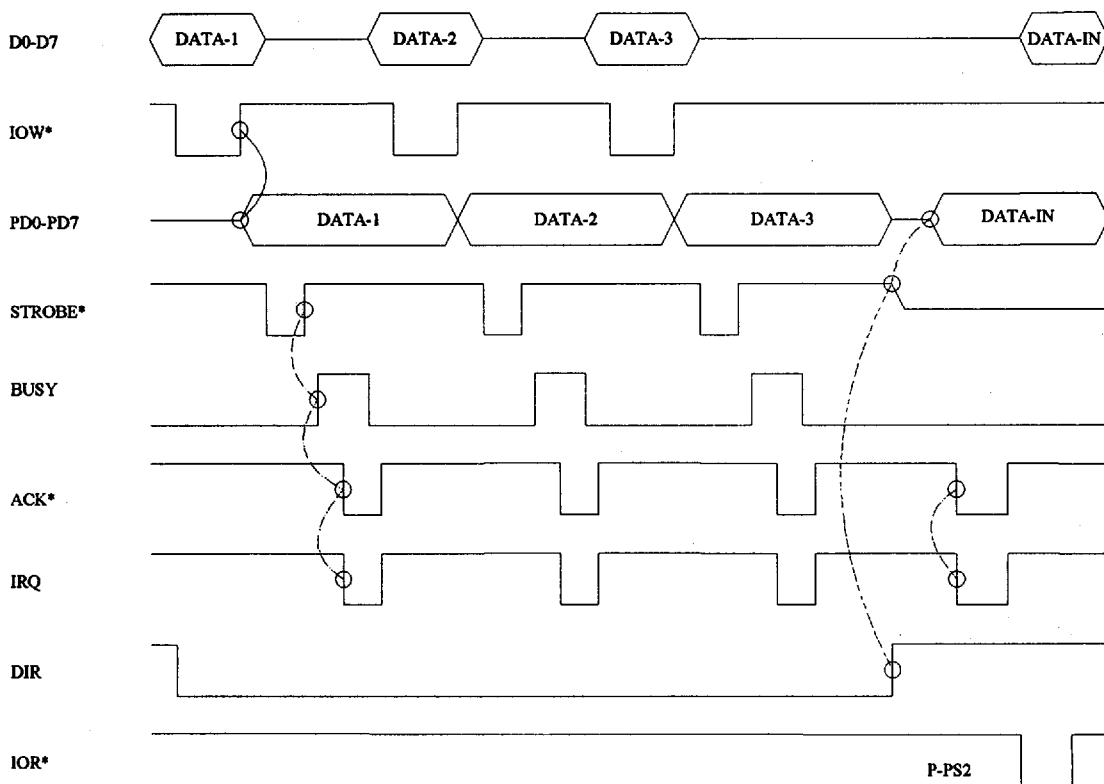 D0-D7 DATA-1 DATA-2 DATA-3 DATA-IN
IOW*
PD0-PD7 DATA-1 DATA-2 DATA-3 DATA-IN
STROBE*
BUSY
ACK*
IRQ
DIR
IOR* P-PS2